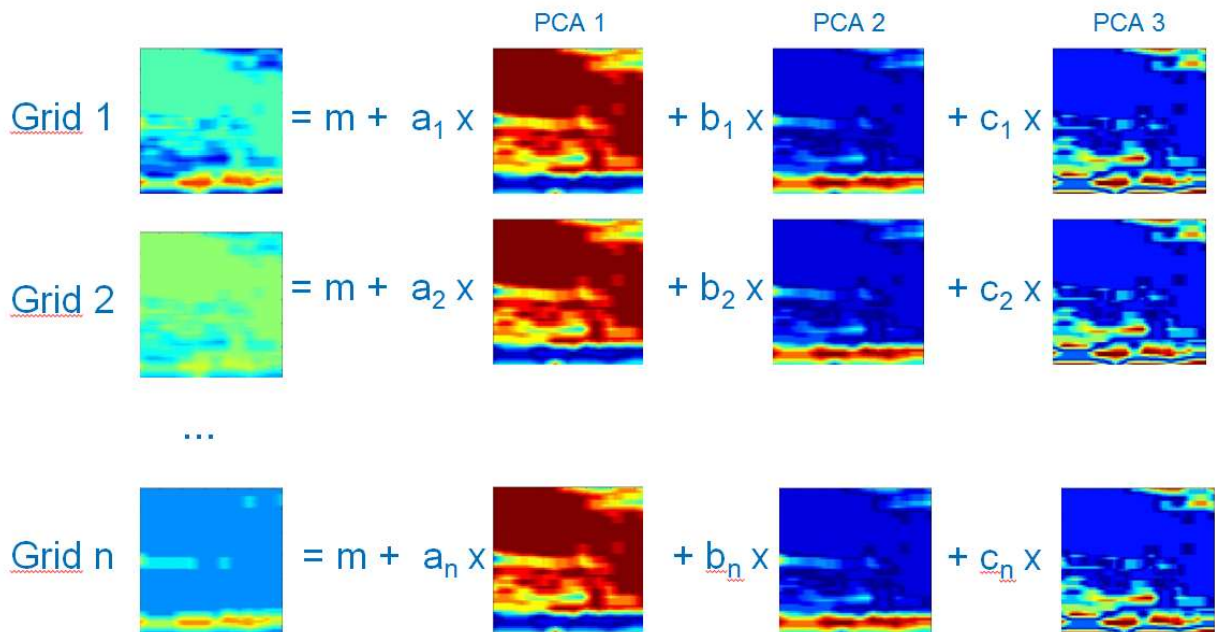 PCA 1 PCA 2 PCA 3
Grid 1 = m + a₁ x + b₁ x + c₁ x
Grid 2 = m + a₂ x + b₂ x + c₂ x
...
Grid n = m + aₙ x + bₙ x + cₙ x